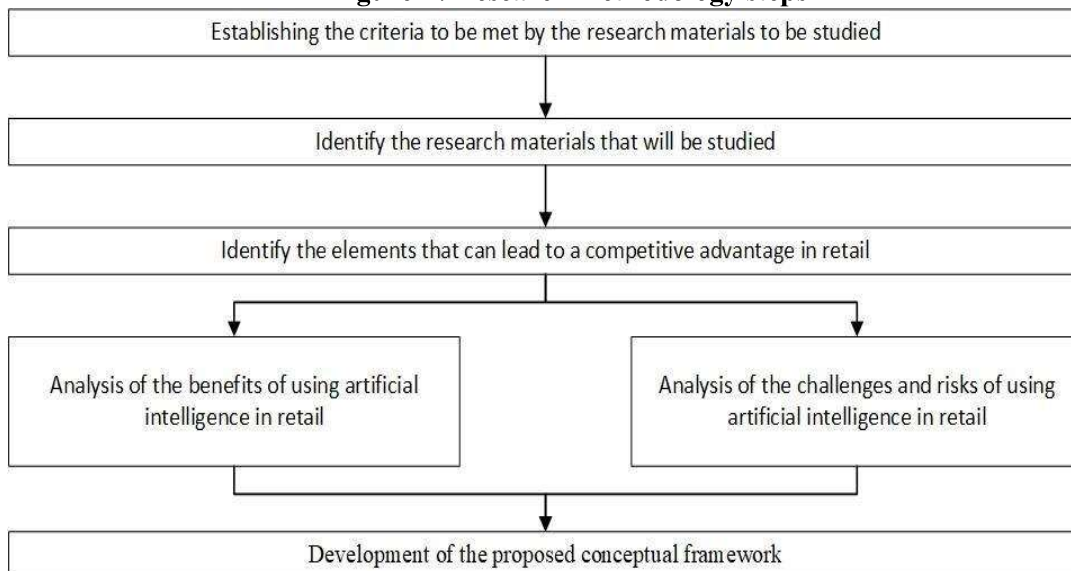 Establishing the criteria to be met by the research materials to be studied
Identify the research materials that will be studied
Identify the elements that can lead to a competitive advantage in retail
Analysis of the benefits of using artificial
intelligence in retail
Analysis of the challenges and risks of using
artificial intelligence in retail
Development of the proposed conceptual framework